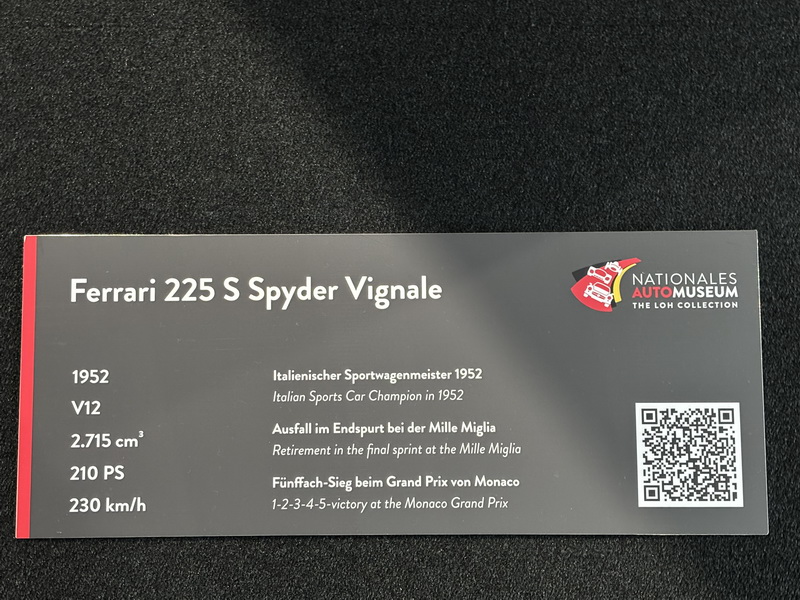 Ferrari 225 S Spyder Vignale
NATIONALES
AUTOMUSEUM
THE LOH COLLECTION
1952
V12
2.715 cm³
210 PS
230 km/h
Italienischer Sportwagenmeister 1952
Italian Sports Car Champion in 1952
Ausfall im Endspurt bei der Mille Miglia
Retirement in the final sprint at the Mille Miglia
Fünffach-Sieg beim Grand Prix von Monaco
1-2-3-4-5-victory at the Monaco Grand Prix